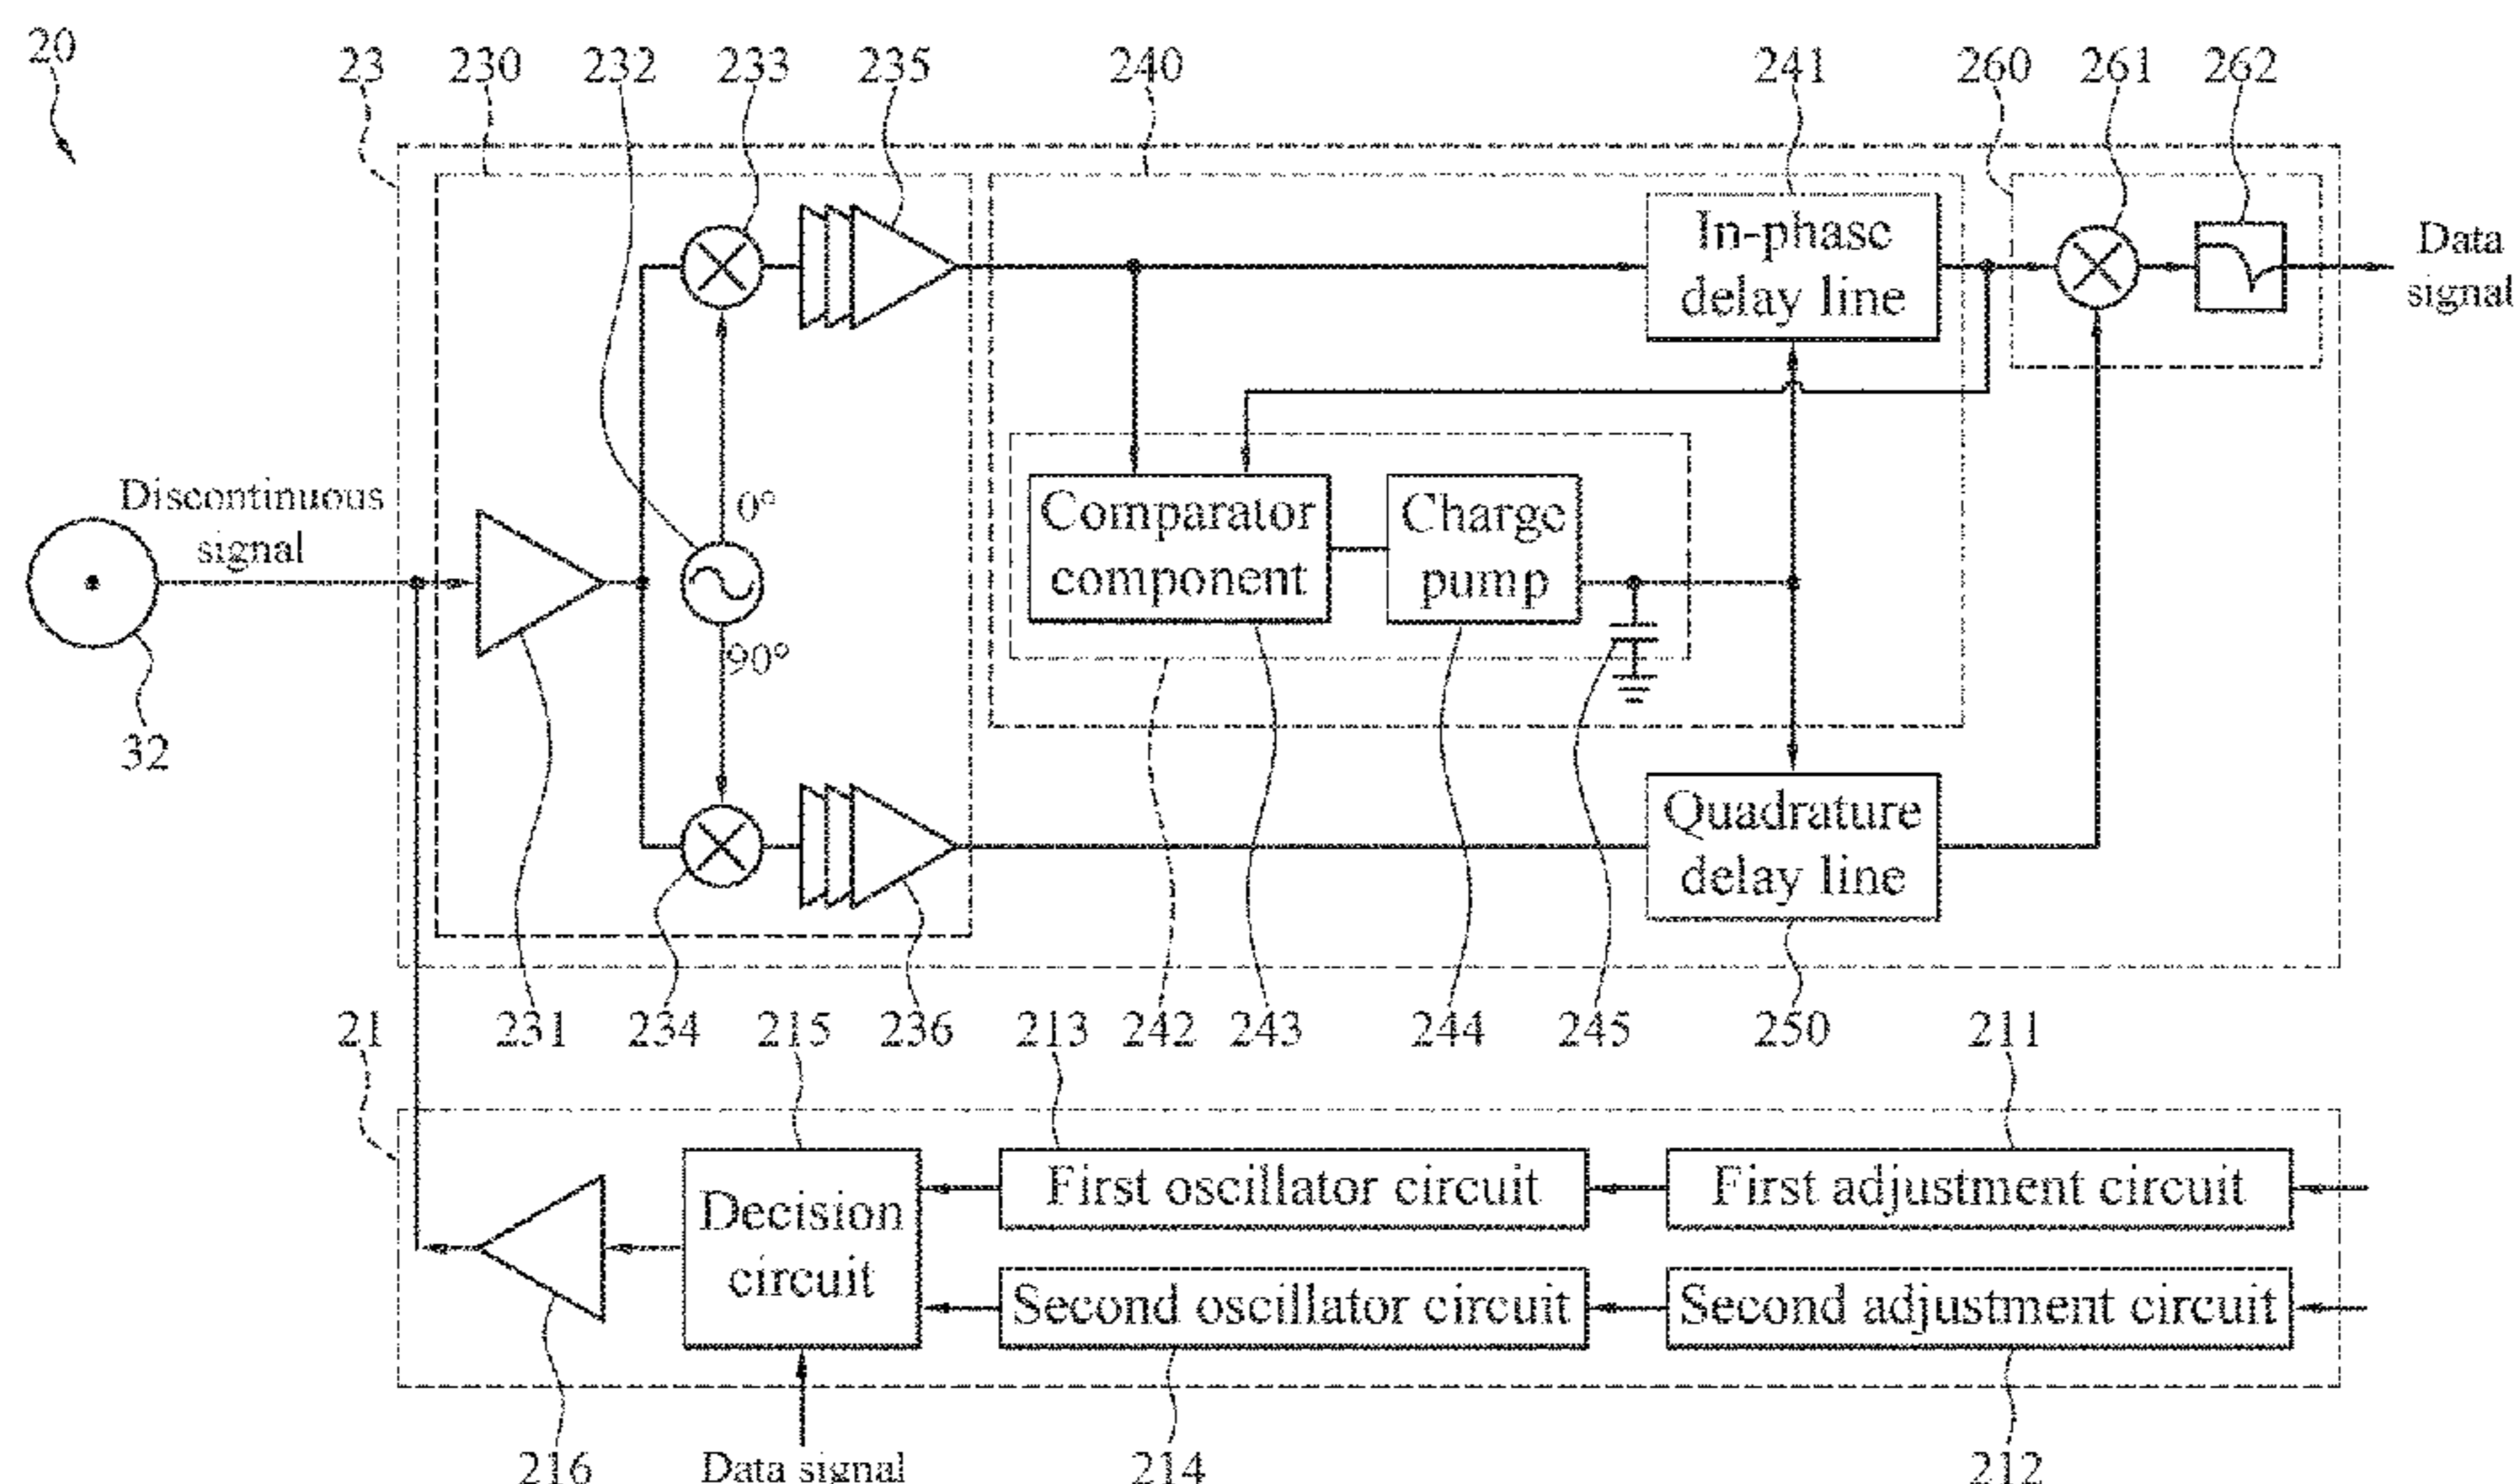 20
23
230
232
233
235
240
241
260
261
262
In-phase
delay line
Data
signal
Discontinuous
signal
0°
Comparator
component
Charge
pump
90°
32
Quadrature
delay line
21
231
234
215
236
213
242
243
244
245
250
211
Decision
circuit
First oscillator circuit
First adjustment circuit
Second oscillator circuit
Second adjustment circuit
216
Data signal
214
212